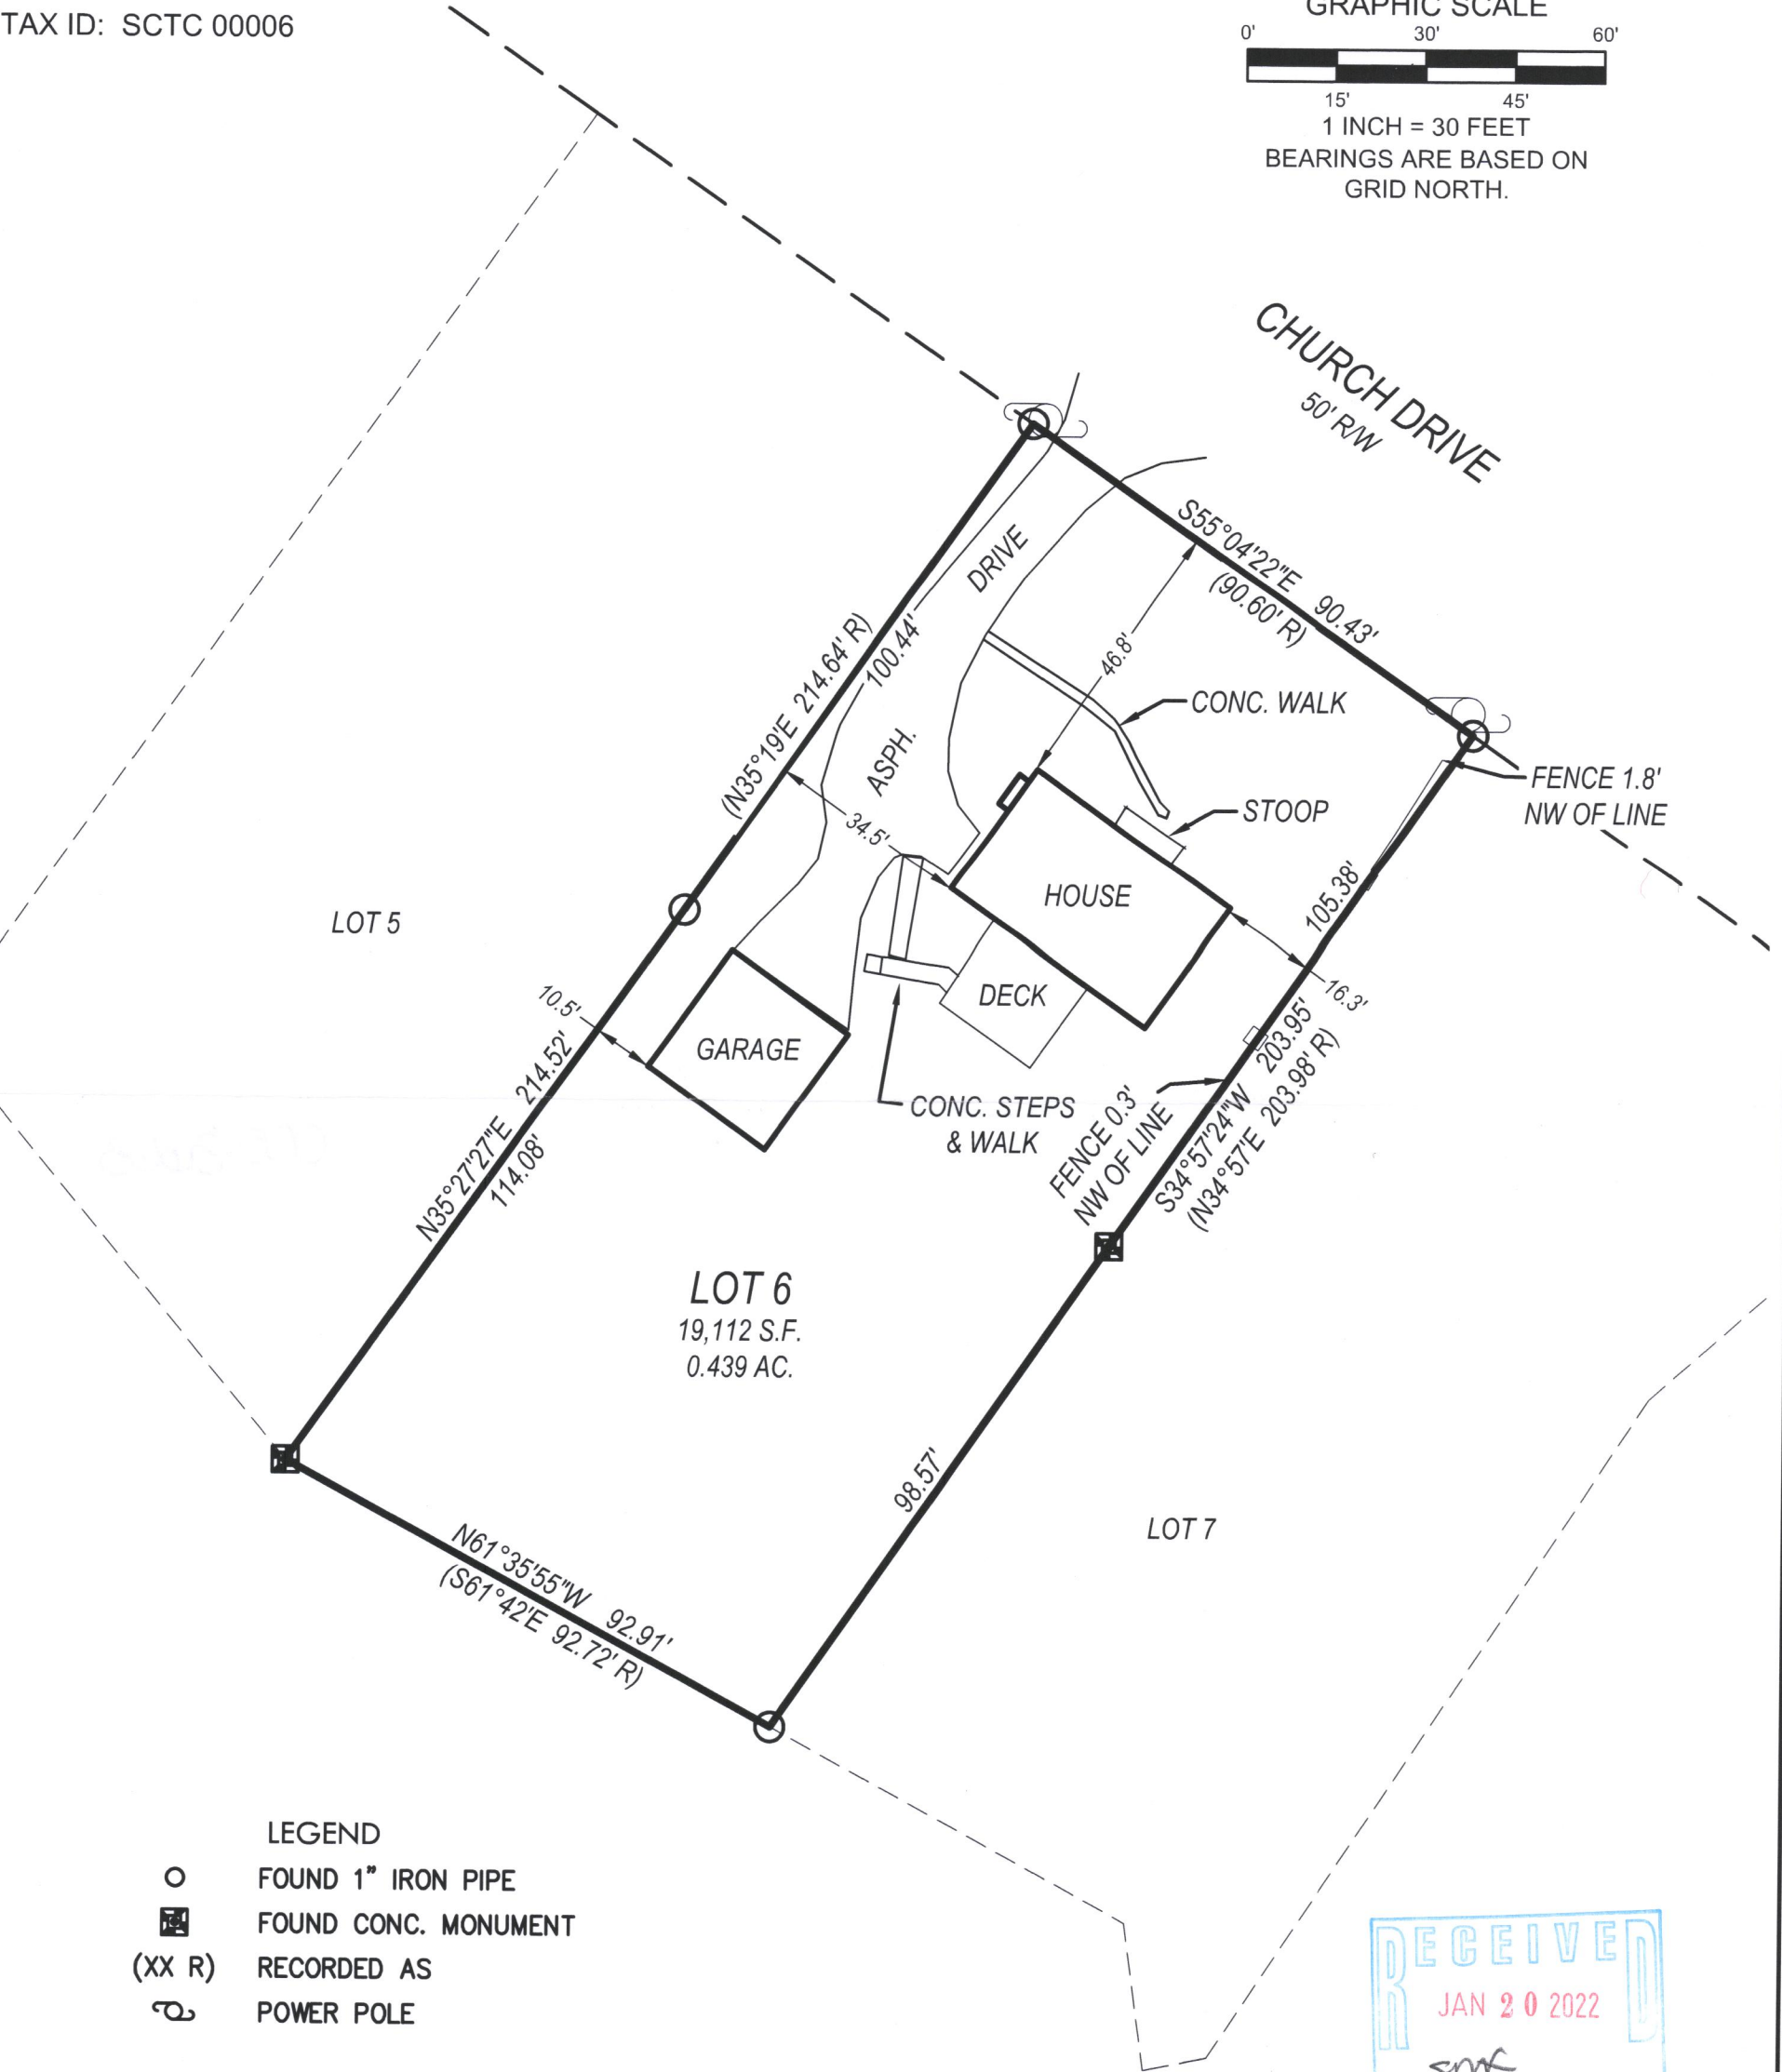 TAX ID: SCTC 00006
GRAPHIC SCALE
0' 30' 60'
15' 45'
1 INCH = 30 FEET
BEARINGS ARE BASED ON
GRID NORTH.
CHURCH DRIVE
50' R/W
S55°04'22"E 90.43'
(90.60' R)
DRIVE
ASPH.
46.8'
100.44'
(N35°19'E 214.64' R)
CONC. WALK
FENCE 1.8'
NW OF LINE
STOOP
34.5'
HOUSE
105.38'
LOT 5
DECK
16.3'
10.5'
GARAGE
CONC. STEPS
& WALK
FENCE 0.3'
NW OF LINE
S34°57'24"W 203.95'
(N34°57'E 203.98' R)
N35°27'27"E 214.52'
114.08'
LOT 6
19,112 S.F.
0.439 AC.
98.57'
LOT 7
N61°35'55"W 92.91'
(S61°42'E 92.72' R)
LEGEND
FOUND 1" IRON PIPE
FOUND CONC. MONUMENT
(XX R) RECORDED AS
POWER POLE
RECEIVED
JAN 20 2022